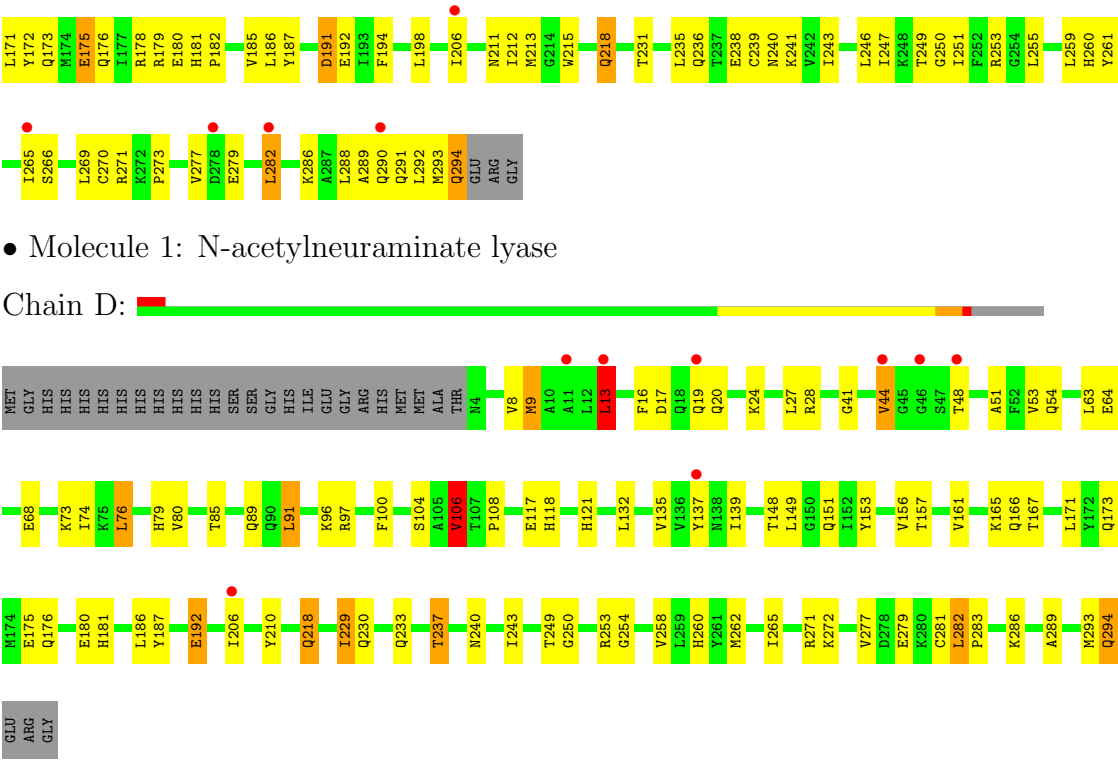 L171 Y172 Q173 M174 E175 Q176 I177 R178 R179 E180 H181 P182 V185 L186 Y187 D191 E192 I193 F194 L198 I206 N211 I212 M213 G214 W215 Q218 T231 L235 Q236 T237 E238 C239 N240 K241 V242 I243 L246 I247 K248 T249 G250 I251 F252 R253 G254 L255 L259 H260 Y261
I265 S266 L269 C270 R271 K272 P273 V277 D278 E279 L282 K286 A287 L288 A289 Q290 Q291 L292 M293 Q294 GLU ARG GLY
• Molecule 1: N-acetylneuraminate lyase
Chain D:
MET GLY HIS HIS HIS HIS HIS HIS HIS HIS HIS HIS SER SER GLY HIS ILE GLU GLY ARG HIS MET MET ALA THR N4 V8 M9 A10 A11 L12 L13 F16 D17 Q18 Q19 Q20 K24 L27 R28 G41 V44 G45 G46 S47 T48 A51 F52 V53 Q54 L63 E64
E68 K73 I74 K75 L76 H79 V80 T85 Q89 Q90 L91 K96 R97 F100 S104 A105 V106 T107 P108 E117 H118 H121 L132 V135 V136 Y137 N138 I139 T148 L149 G150 Q151 I152 Y153 V156 T157 V161 K165 Q166 T167 L171 Y172 Q173
M174 E175 Q176 E180 H181 L186 Y187 E192 I206 Y210 Q218 I229 Q230 Q233 T237 N240 I243 T249 G250 R253 G254 V258 L259 H260 Y261 M262 I265 R271 K272 V277 D278 E279 K280 C281 L282 P283 K286 A289 M293 Q294
GLU ARG GLY